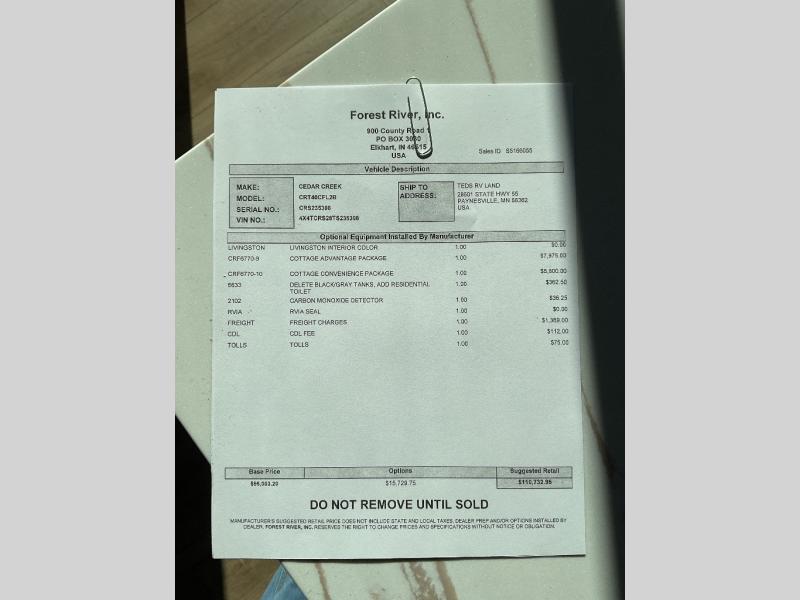 Forest River, Inc.
900 County Road 1
PO BOX 3030
Elkhart, IN 46515
USA
Sales ID: S5166055
Vehicle Description
MAKE: CEDAR CREEK
MODEL: CRT40CFL2B
SERIAL NO.: CRS235398
VIN NO.: 4X4TCRS28TS235398
SHIP TO ADDRESS:
TEDS RV LAND
28501 STATE HWY 55
PAYNESVILLE, MN 56362
USA
Optional Equipment Installed By Manufacturer
LIVINGSTON LIVINGSTON INTERIOR COLOR 1.00 $0.00
CRF6770-9 COTTAGE ADVANTAGE PACKAGE 1.00 $7,975.00
CRF6770-10 COTTAGE CONVENIENCE PACKAGE 1.00 $5,800.00
6633 DELETE BLACK/GRAY TANKS, ADD RESIDENTIAL 1.00 $362.50
TOILET
2102 CARBON MONOXIDE DETECTOR 1.00 $36.25
RVIA RVIA SEAL 1.00 $0.00
FREIGHT FREIGHT CHARGES 1.00 $1,369.00
CDL CDL FEE 1.00 $112.00
TOLLS TOLLS 1.00 $75.00
Base Price Options Suggested Retail
$95,003.20 $15,729.75 $110,732.95
DO NOT REMOVE UNTIL SOLD
MANUFACTURER'S SUGGESTED RETAIL PRICE DOES NOT INCLUDE STATE AND LOCAL TAXES, DEALER PREP AND/OR OPTIONS INSTALLED BY
DEALER. FOREST RIVER, INC. RESERVES THE RIGHT TO CHANGE PRICES AND SPECIFICATIONS WITHOUT NOTICE OR OBLIGATION.